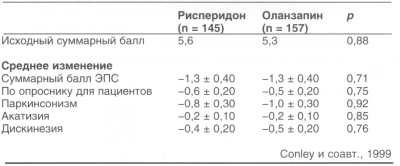 Рисперидон Оланзапин p
(n = 145) (n = 157)
Исходный суммарный балл 5,6 5,3 0,88
Среднее изменение
Суммарный балл ЭПС –1,3 ± 0,40 –1,3 ± 0,40 0,71
По опроснику для пациентов –0,6 ± 0,20 –0,5 ± 0,20 0,75
Паркинсонизм –0,8 ± 0,30 –1,0 ± 0,30 0,92
Акатизия –0,2 ± 0,10 –0,2 ± 0,10 0,85
Дискинезия –0,4 ± 0,20 –0,5 ± 0,20 0,76
Conley и соавт., 1999